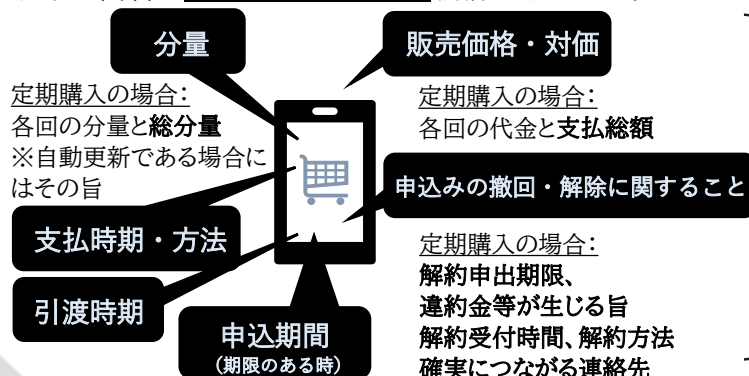 分量
販売価格・対価
定期購入の場合:
各回の分量と総分量
※自動更新である場合に
はその旨
定期購入の場合:
各回の代金と支払総額
申込みの撤回・解除に関すること
支払時期・方法
定期購入の場合:
解約申出期限、
違約金等が生じる旨
解約受付時間、解約方法
確実につながる連絡先
引渡時期
申込期間
(期限のある時)